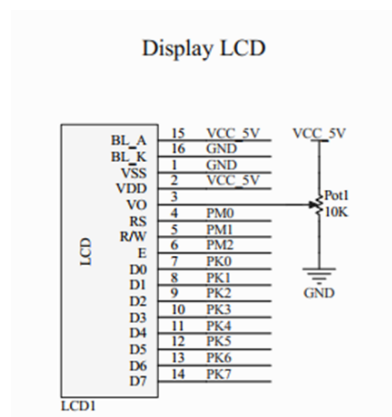 Display LCD
BL_A 15 VCC_5V VCC_5V
BL_K 16 GND
VSS 1 GND
VDD 2 VCC_5V
VO 3 Pot1
RS 4 PM0 10K
R/W 5 PM1
E 6 PM2
D0 7 PK0
D1 8 PK1 GND
D2 9 PK2
D3 10 PK3
D4 11 PK4
D5 12 PK5
D6 13 PK6
D7 14 PK7
LCD
LCD1